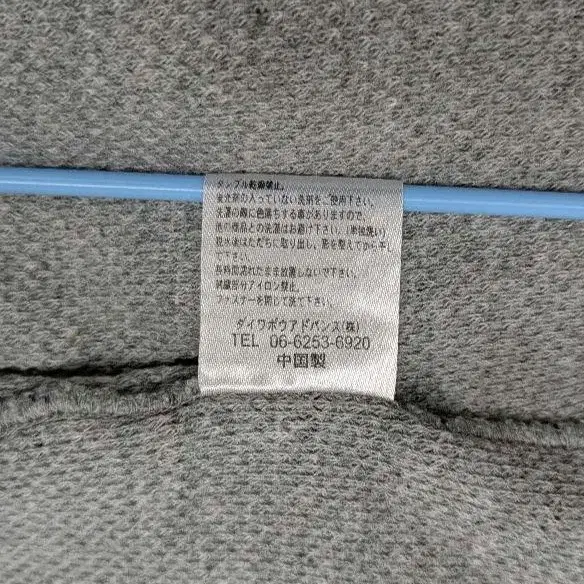 タンブル乾燥禁止。
蛍光剤の入っていない洗剤をご使用下さい。
洗濯の際に色落ちする事がありますので、
他の商品との洗濯はお避け下さい。(単独洗い)
脱水後はただちに取り出し、形を整えてから干し
て下さい。
長時間濡れたまま放置しないで下さい。
刺繍部分アイロン禁止。
ファスナーを閉じて洗て下さい。
ダイワボウアドバンス(株)
TEL 06-6253-6920
中国製